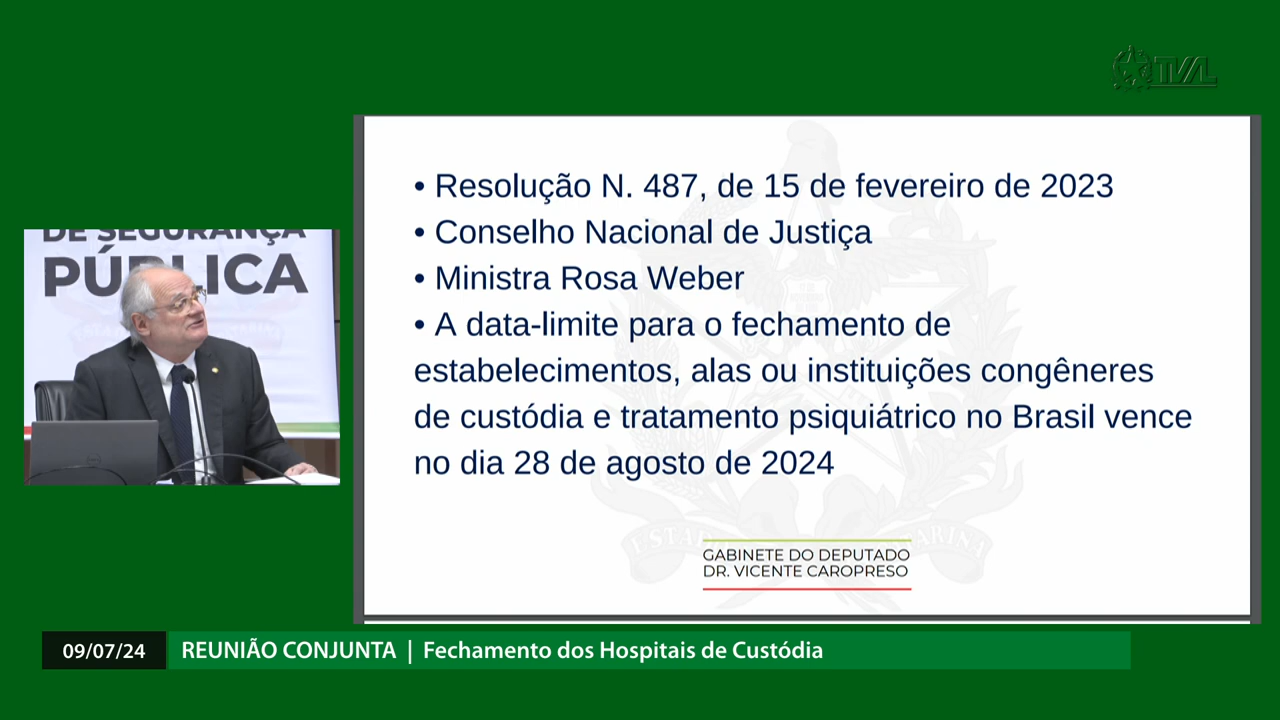 TVAL
• Resolução N. 487, de 15 de fevereiro de 2023
• Conselho Nacional de Justiça
• Ministra Rosa Weber
• A data-limite para o fechamento de
estabelecimentos, alas ou instituições congêneres
de custódia e tratamento psiquiátrico no Brasil vence
no dia 28 de agosto de 2024
GABINETE DO DEPUTADO
DR. VICENTE CAROPRESO
DE SEGURANÇA
PÚBLICA
09/07/24 REUNIÃO CONJUNTA | Fechamento dos Hospitais de Custódia